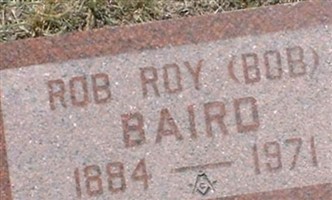 ROB ROY (BOB)
BAIRD
1884 — 1971
G